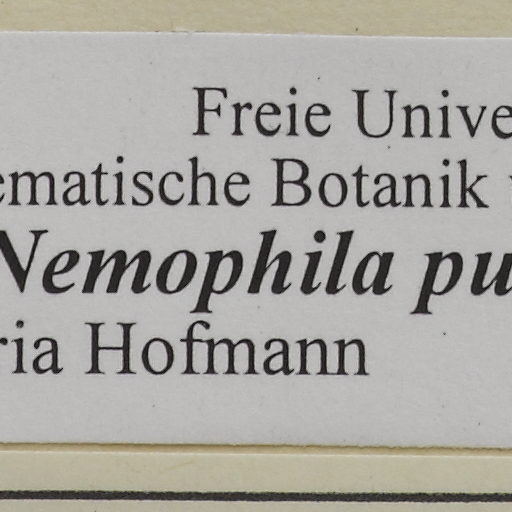 Freie Unive
ematische Botanik
Nemophila pu
ria Hofmann